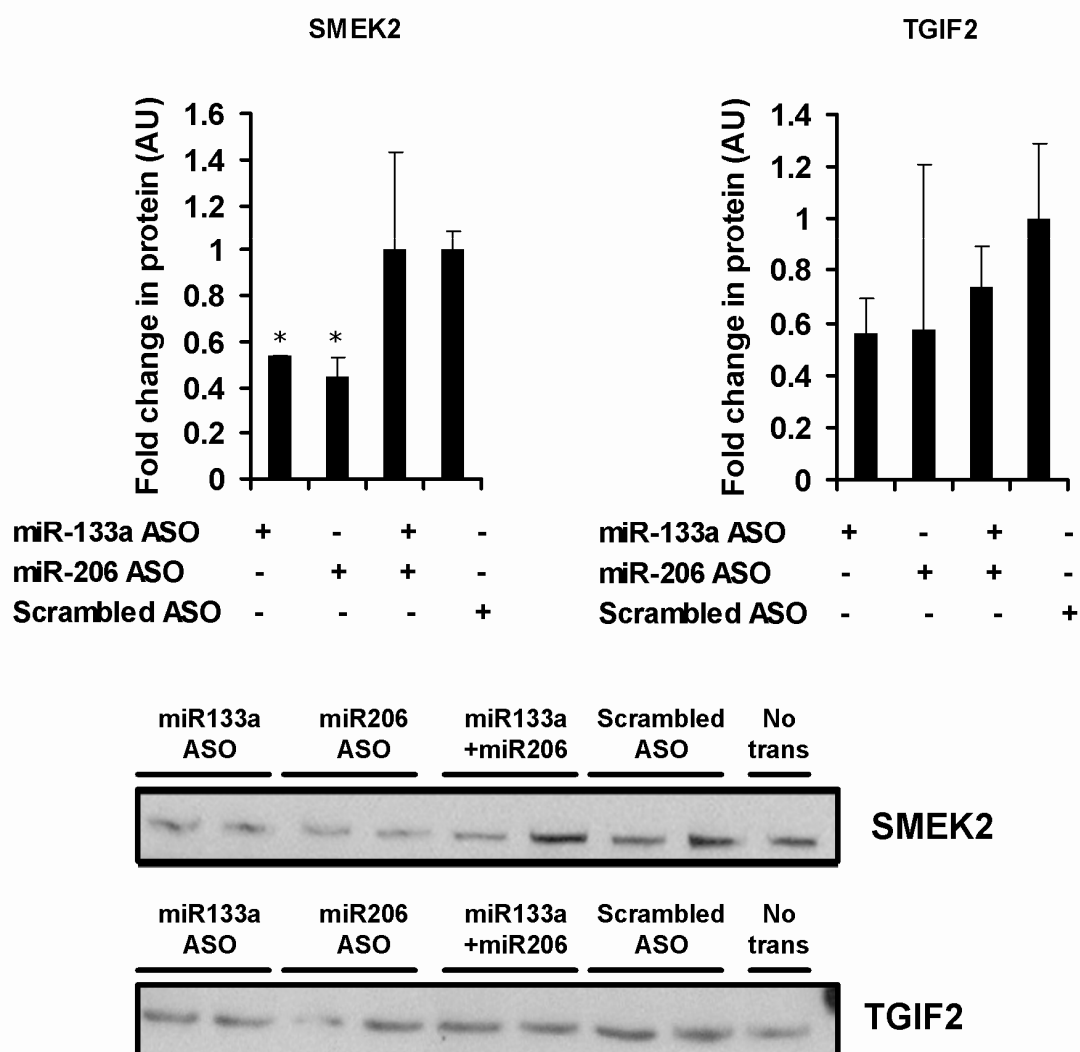 SMEK2
TGIF2
Fold change in protein (AU)
1.6
1.4
1.2
1
0.8
0.6
0.4
0.2
0
* *
Fold change in protein (AU)
1.4
1.2
1
0.8
0.6
0.4
0.2
0
miR-133a ASO + - + -
miR-206 ASO - + + -
Scrambled ASO - - - +
miR-133a ASO + - + -
miR-206 ASO - + + -
Scrambled ASO - - - +
miR133a miR206 miR133a Scrambled No
ASO ASO +miR206 ASO trans
SMEK2
miR133a miR206 miR133a Scrambled No
ASO ASO +miR206 ASO trans
TGIF2